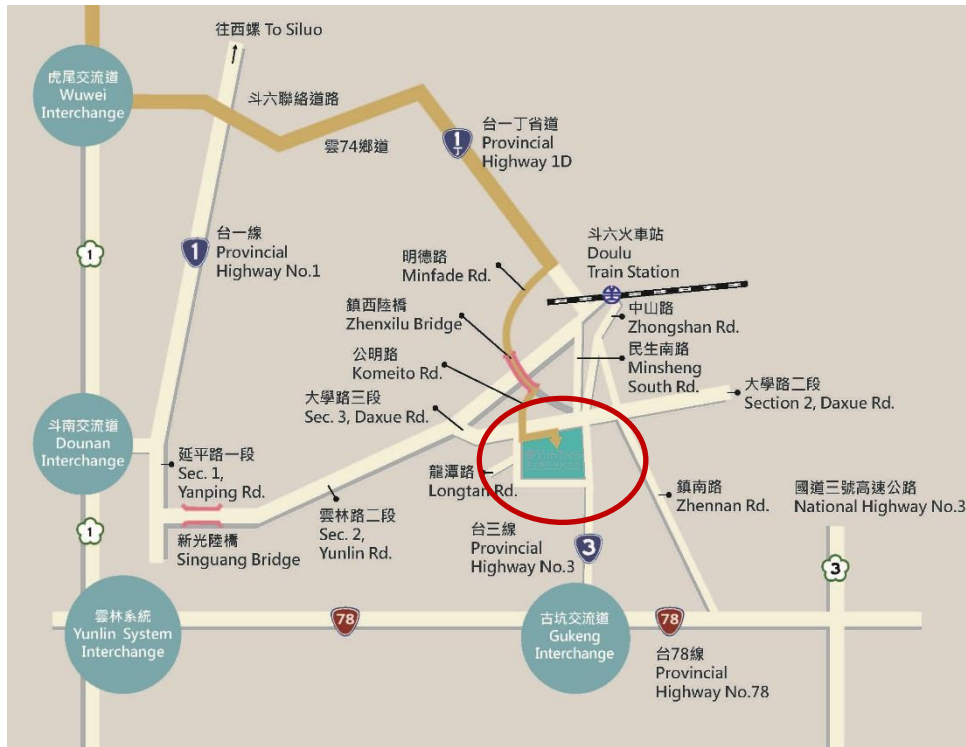 往西螺 To Siluo
虎尾交流道
Wuwei
Interchange
斗六聯絡道路
雲74鄉道
1
丁
台一丁省道
Provincial
Highway 1D
1
1
台一線
Provincial
Highway No.1
明德路
Minfade Rd.
斗六火車站
Doulu
Train Station
鎮西陸橋
Zhenxilu Bridge
中山路
Zhongshan Rd.
公明路
Komeito Rd.
民生南路
Minsheng
South Rd.
大學路三段
Sec. 3, Daxue Rd.
大學路二段
Section 2, Daxue Rd.
斗南交流道
Dounan
Interchange
延平路一段
Sec. 1,
Yanping Rd.
龍潭路
Longtan Rd.
鎮南路
Zhennan Rd.
國道三號高速公路
National Highway No.3
1
新光陸橋
Singuang Bridge
雲林路二段
Sec. 2,
Yunlin Rd.
台三線
Provincial
Highway No.3
3
3
雲林系統
Yunlin System
Interchange
78
古坑交流道
Gukeng
Interchange
78
台78線
Provincial
Highway No.78